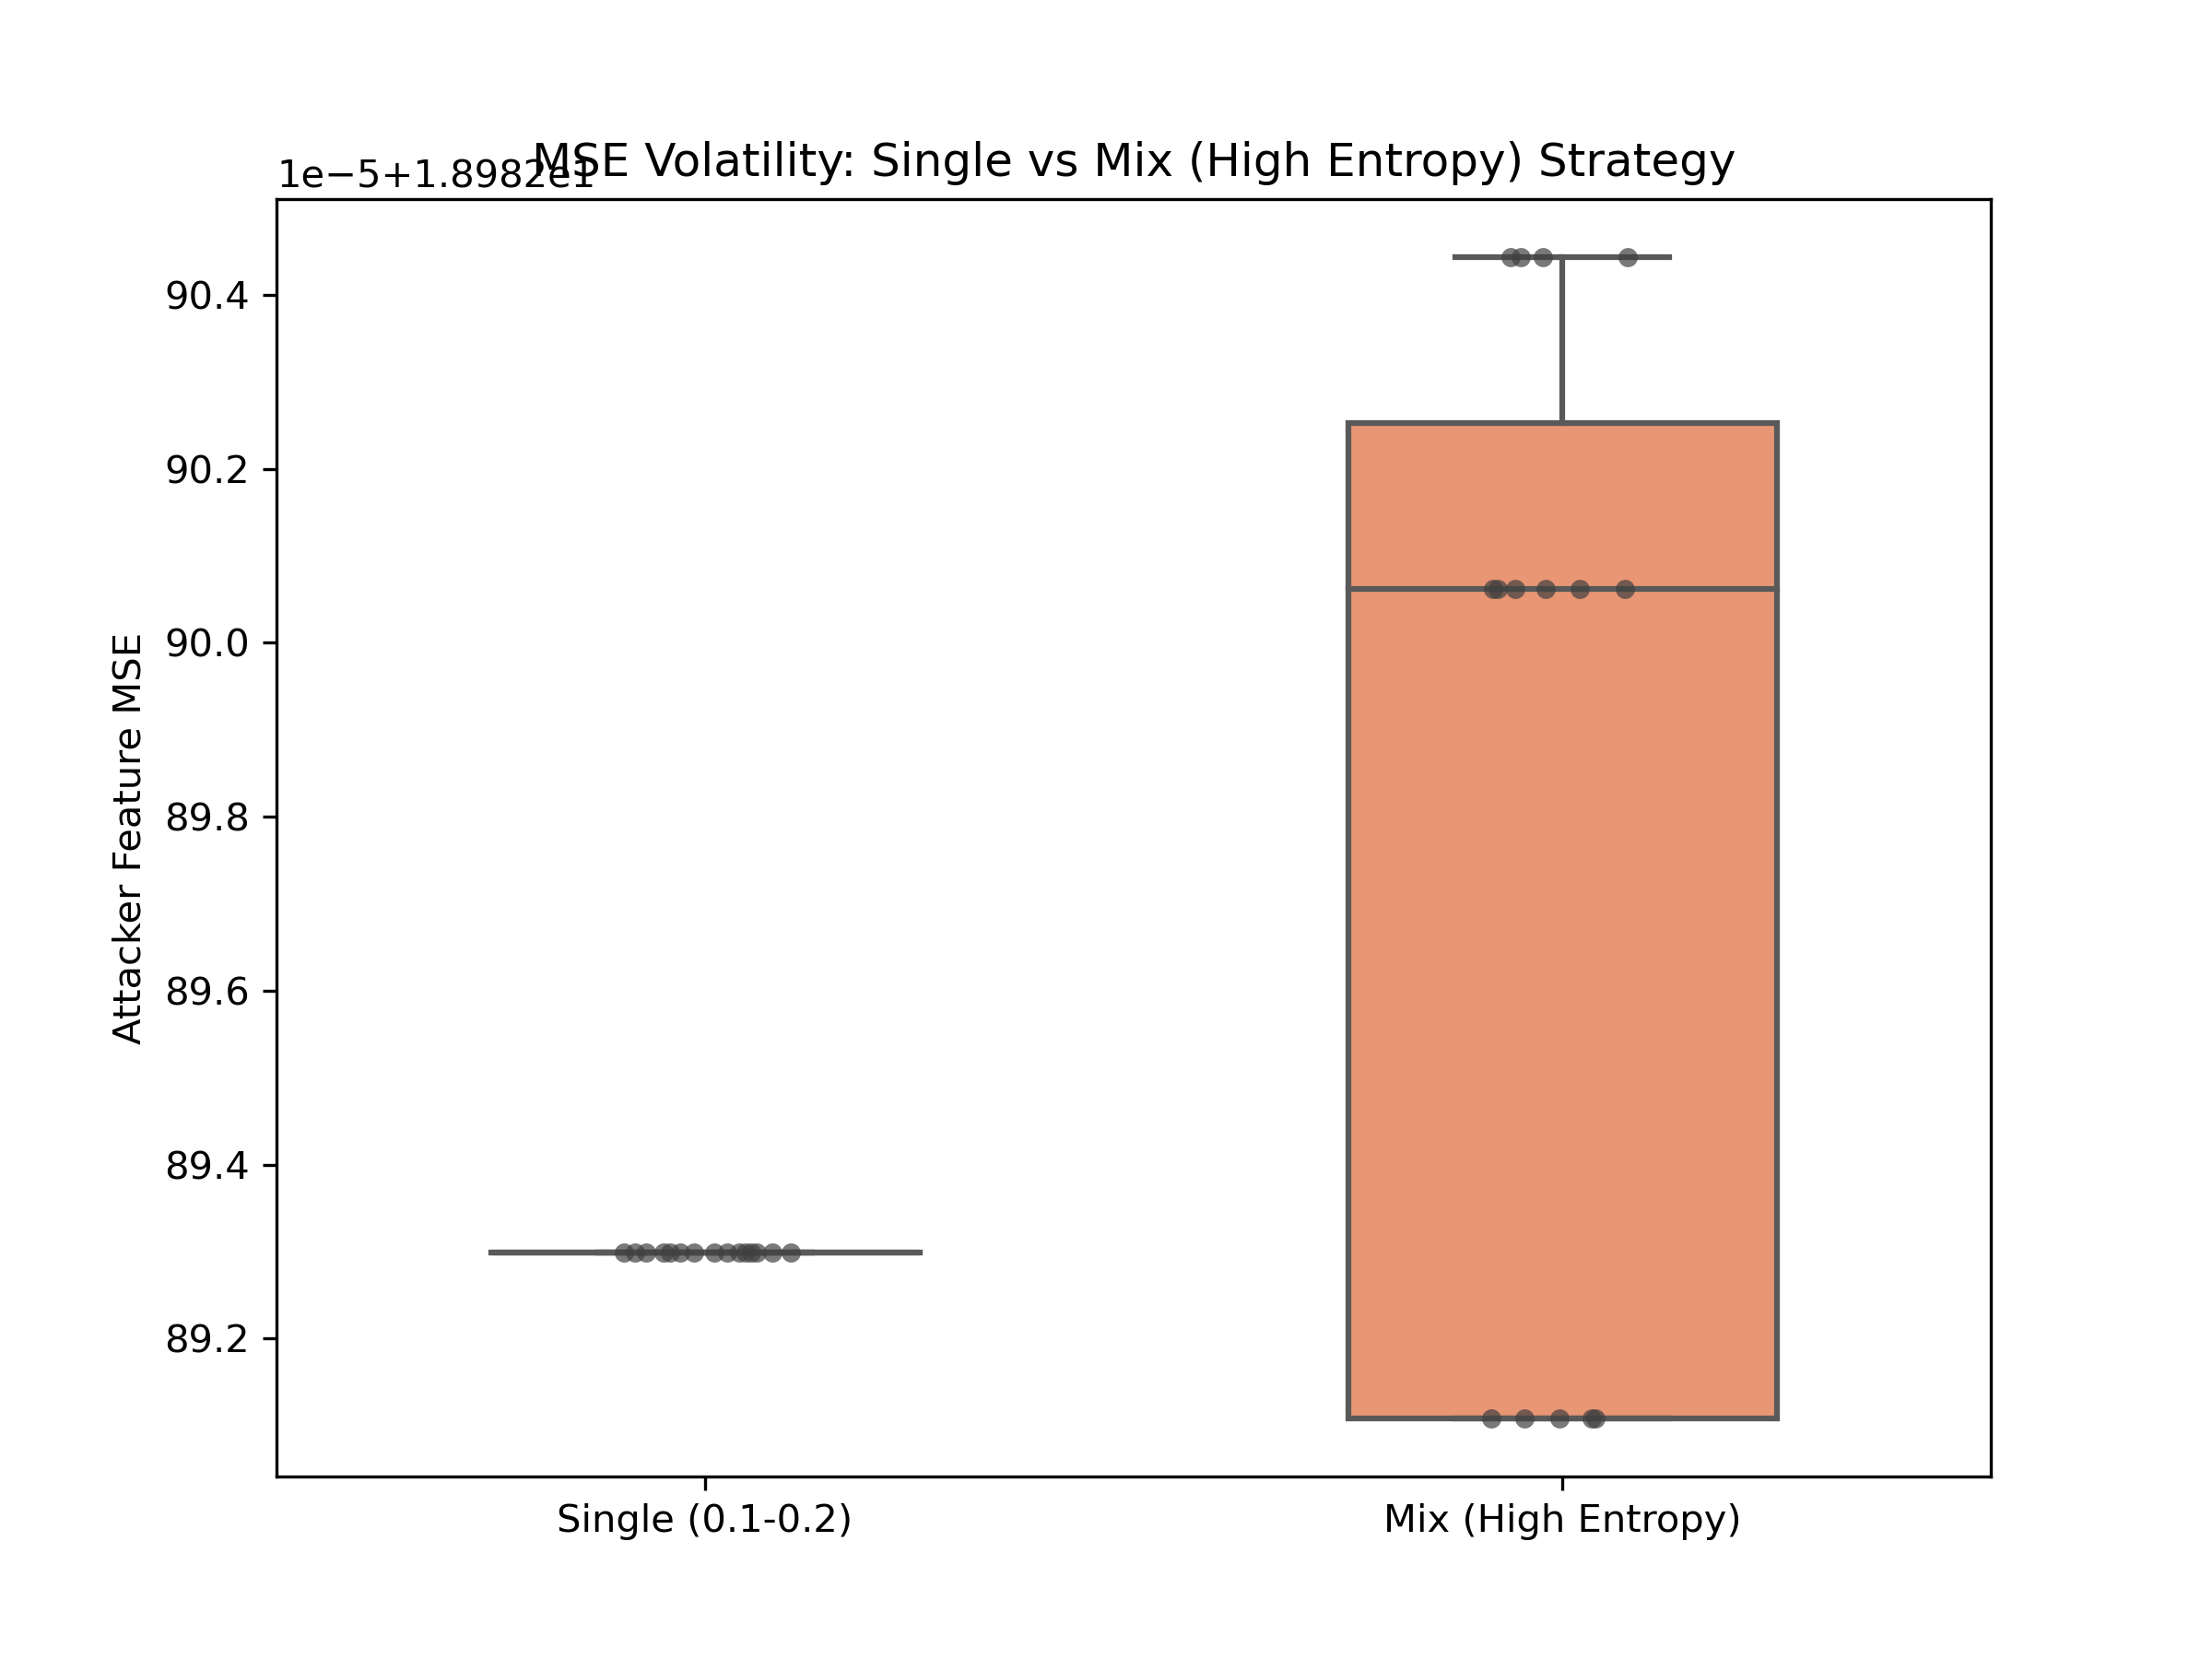 MSE Volatility: Single vs Mix (High Entropy) Strategy
1e−5+1.8982e1
Attacker Feature MSE
90.4
90.2
90.0
89.8
89.6
89.4
89.2
Single (0.1-0.2)
Mix (High Entropy)